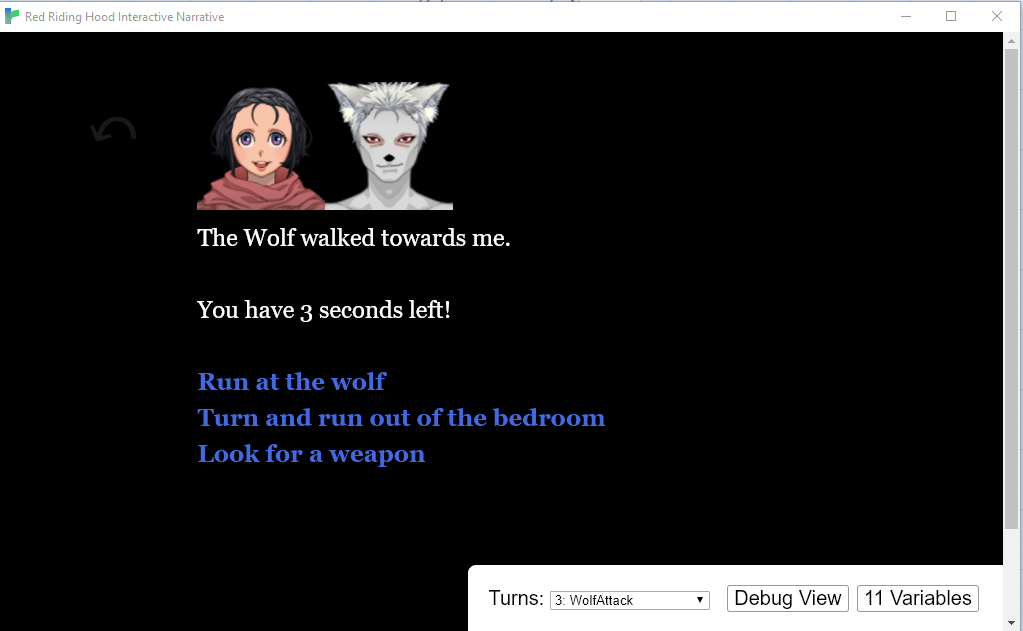 Red Riding Hood Interactive Narrative
The Wolf walked towards me.
You have 3 seconds left!
Run at the wolf
Turn and run out of the bedroom
Look for a weapon
Turns: 3: WolfAttack Debug View 11 Variables